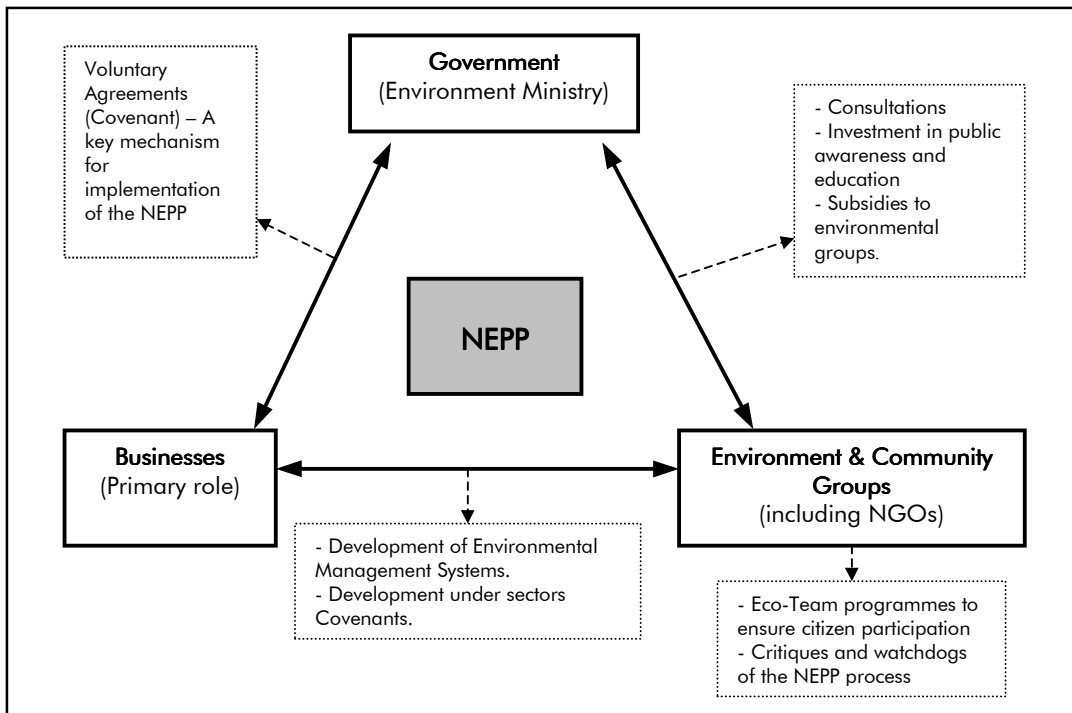 Government
(Environment Ministry)
Voluntary
Agreements
(Covenant) – A
key mechanism
for
implementation
of the NEPP
- Consultations
- Investment in public
awareness and
education
- Subsidies to
environmental
groups.
NEPP
Businesses
(Primary role)
Environment & Community
Groups
(including NGOs)
- Development of Environmental
Management Systems.
- Development under sectors
Covenants.
- Eco-Team programmes to
ensure citizen participation
- Critiques and watchdogs
of the NEPP process